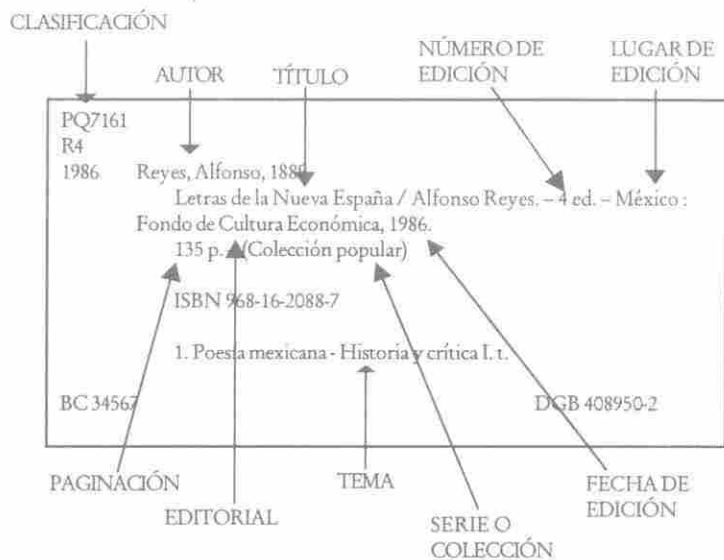 CLASIFICACIÓN
AUTOR
TÍTULO
NÚMERO DE
EDICIÓN
LUGAR DE
EDICIÓN
PQ7161
R4
1986 Reyes, Alfonso, 1889
Letras de la Nueva España / Alfonso Reyes. – 4 ed. – México :
Fondo de Cultura Económica, 1986.
135 p. (Colección popular)
ISBN 968-16-2088-7
1. Poesía mexicana - Historia y crítica I. t.
BC 34567 DGB 408950-2
PAGINACIÓN
EDITORIAL
TEMA
SERIE O
COLECCIÓN
FECHA DE
EDICIÓN